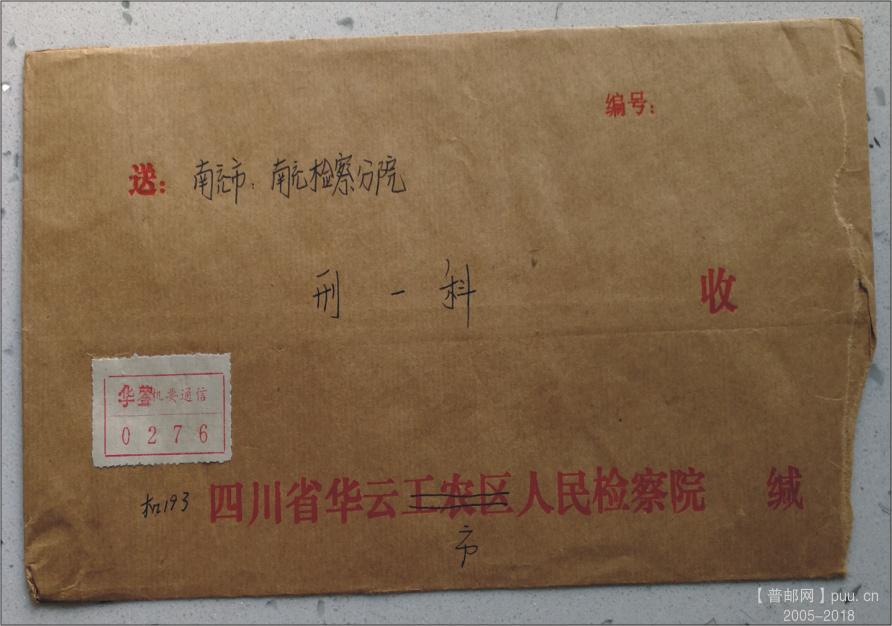 编号：
送： 南充市：南充检察分院
刑一科 收
华蓥机要通信
0276
机193 四川省华云工农区人民检察院 缄
市
【普邮网】puu.cn
2005-2018